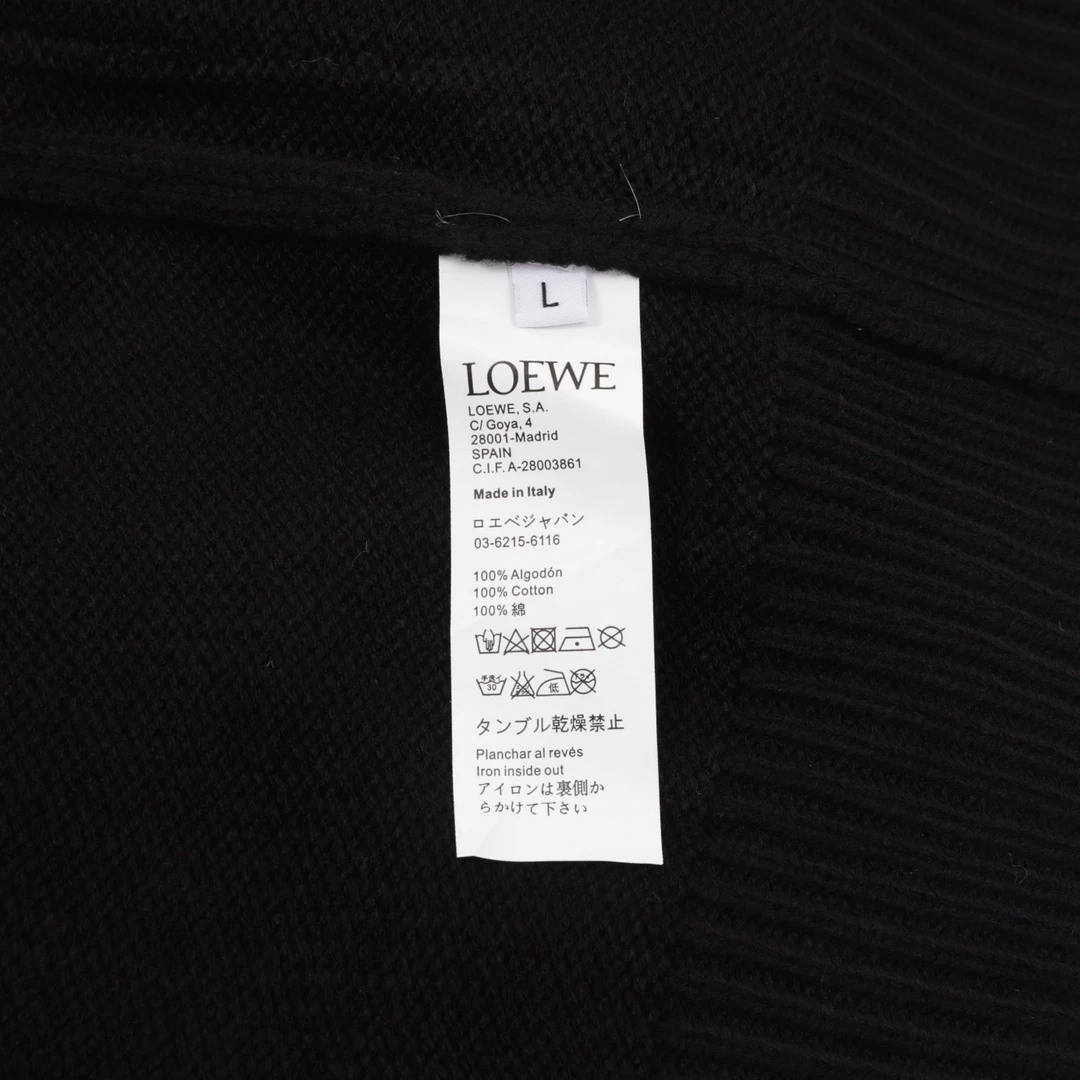 L
LOEWE
LOEWE, S.A.
C/ Goya, 4
28001-Madrid
SPAIN
C.I.F. A-28003861
Made in Italy
ロエベジャパン
03-6215-6116
100% Algodón
100% Cotton
100% 綿
手洗イ
30
低
タンブル乾燥禁止
Planchar al revés
Iron inside out
アイロンは裏側か
らかけて下さい